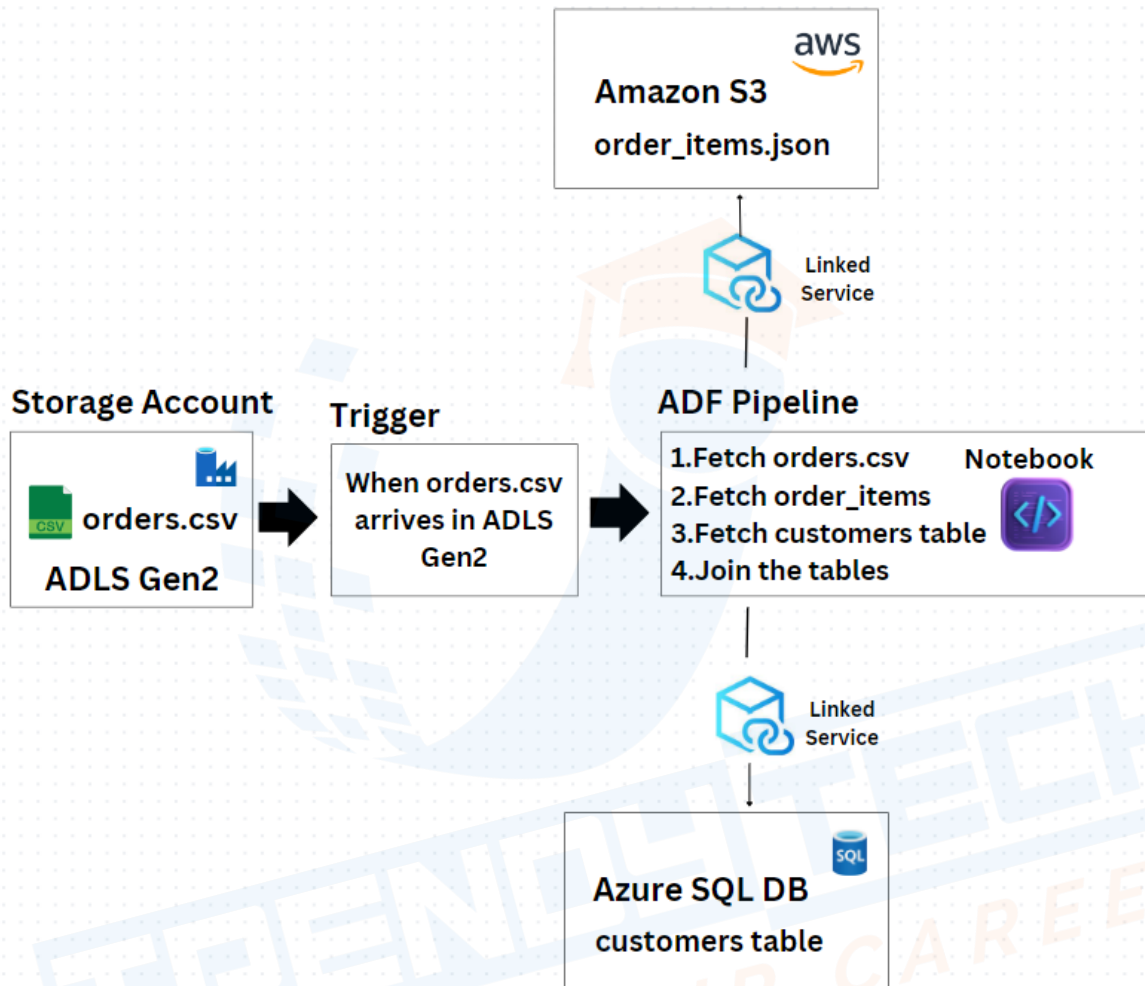 aws
Amazon S3
order_items.json
Linked
Service
Storage Account
CSV
orders.csv
ADLS Gen2
Trigger
When orders.csv
arrives in ADLS
Gen2
ADF Pipeline
1.Fetch orders.csv
2.Fetch order_items
3.Fetch customers table
4.Join the tables
Notebook
</>
Linked
Service
SQL
Azure SQL DB
customers table
TRENDYTECH
CAREE